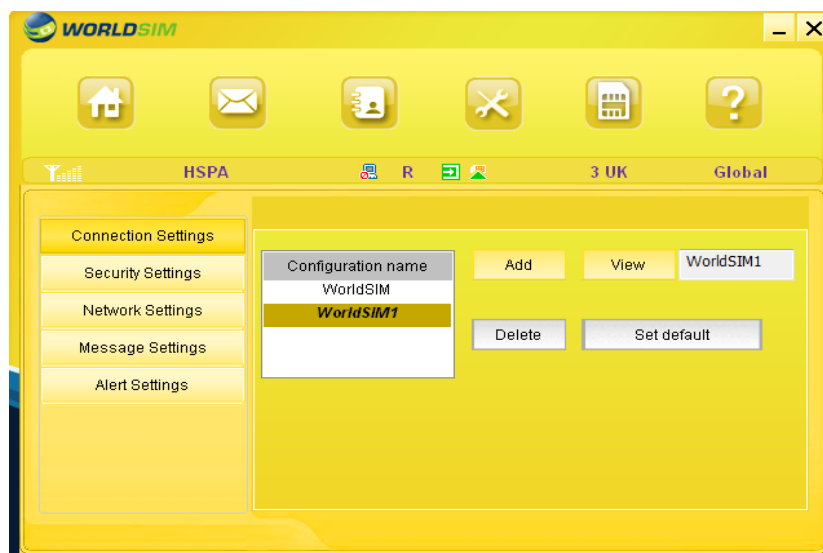 WORLDSIM
HSPA R 3 UK Global
Connection Settings
Security Settings
Network Settings
Message Settings
Alert Settings
Configuration name
WorldSIM
WorldSIM1
Add View WorldSIM1
Delete Set default